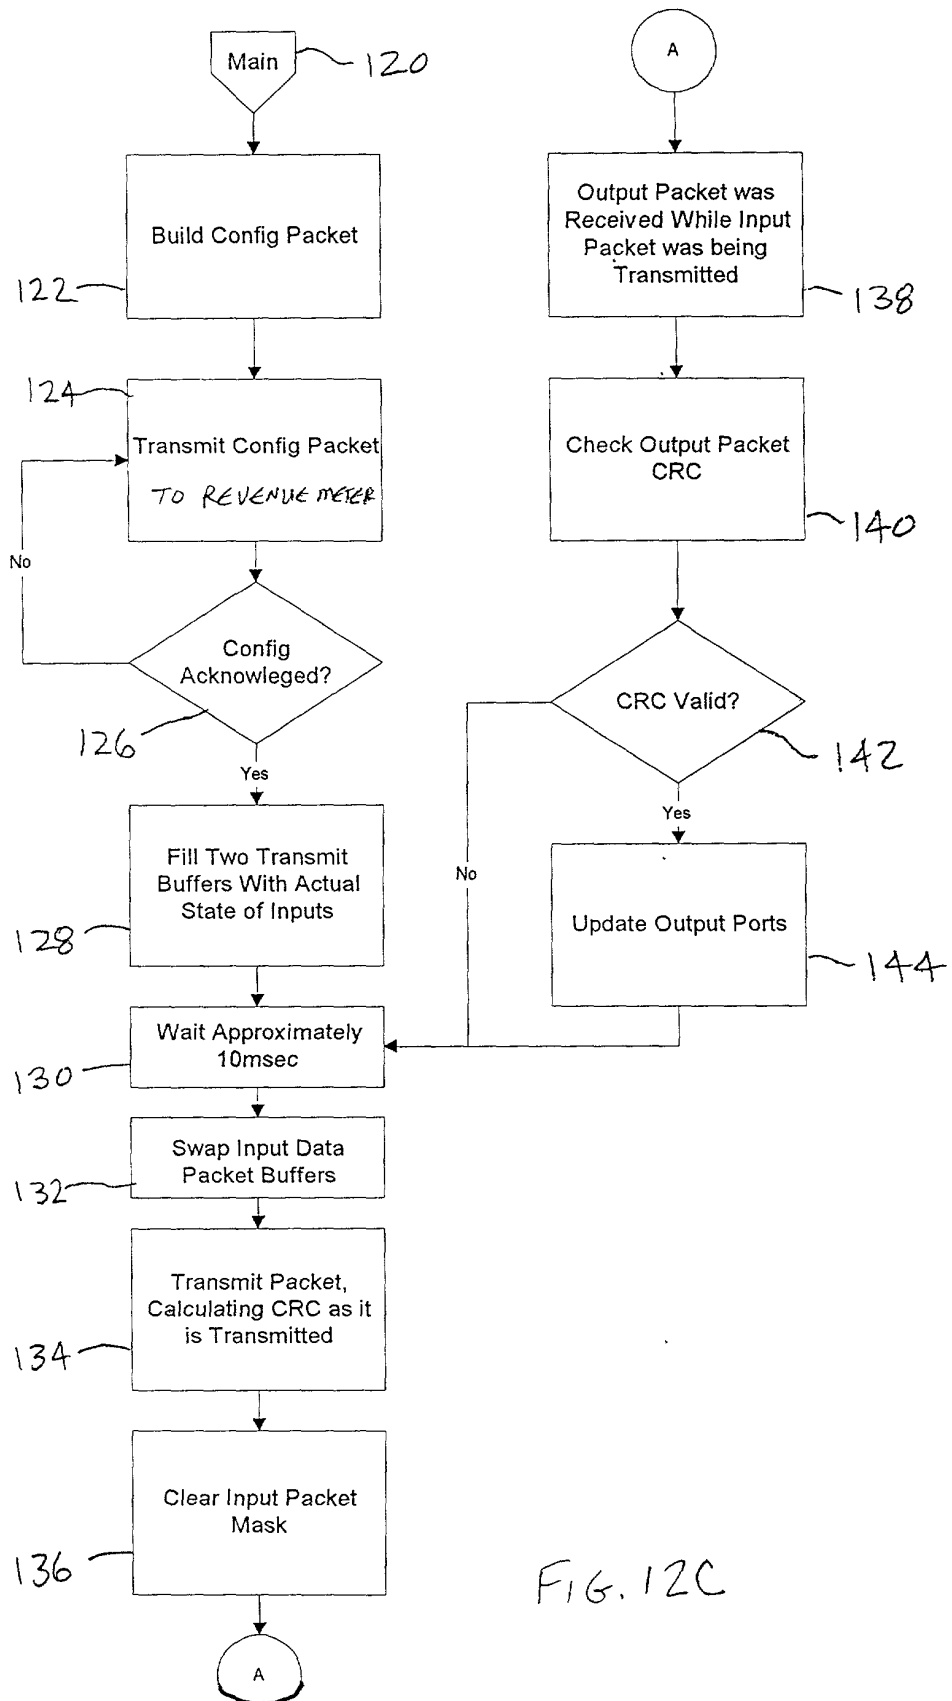 Main
120
Build Config Packet
122
124
Transmit Config Packet
TO REVENUE METER
No
Config
Acknowleged?
126
Yes
Fill Two Transmit
Buffers With Actual
State of Inputs
128
Wait Approximately
10msec
130
Swap Input Data
Packet Buffers
132
Transmit Packet,
Calculating CRC as it
is Transmitted
134
Clear Input Packet
Mask
136
A
A
Output Packet was
Received While Input
Packet was being
Transmitted
138
Check Output Packet
CRC
140
CRC Valid?
142
Yes
No
Update Output Ports
144
FIG. 12C